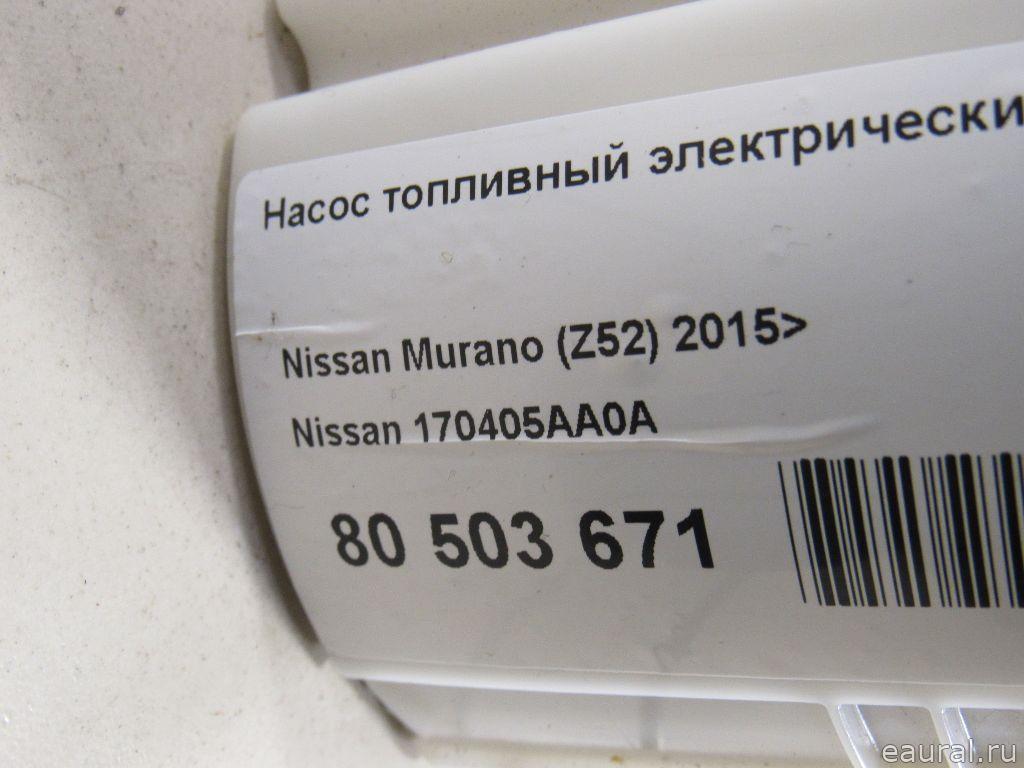 Насос топливный электрически
Nissan Murano (Z52) 2015>
Nissan 170405AA0A
80 503 671
eaural.ru